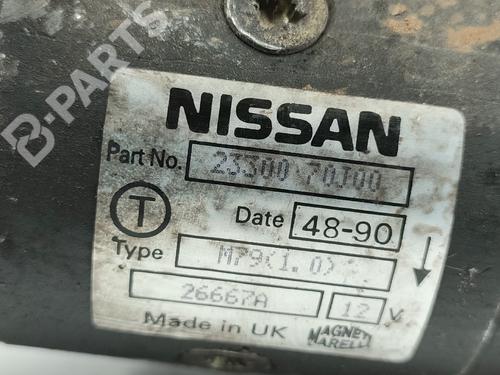 B-PARTS
NISSAN
Part No. 23300 70J00
T Date 48-90
Type M79(1.0)
26667A 12 V
Made in UK MAGNETI MARELLI